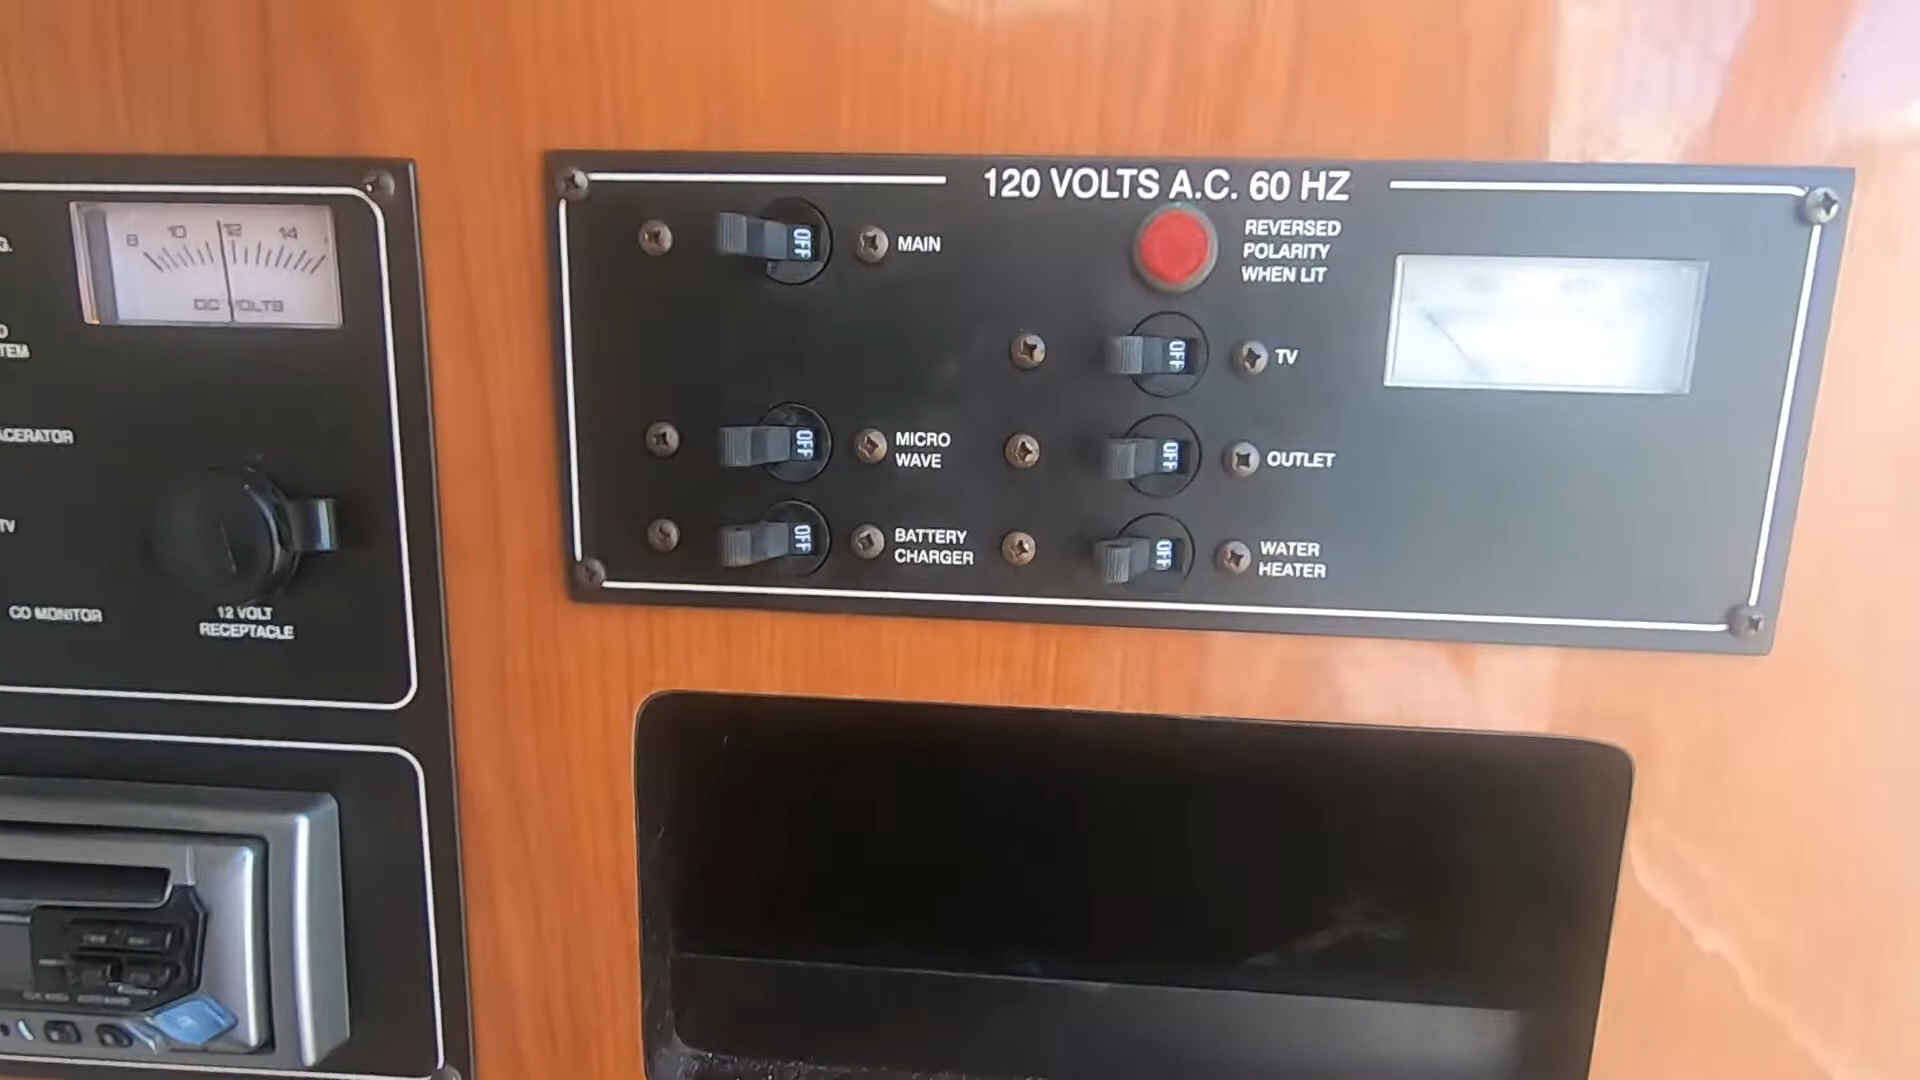 8 10 12 14
DC VOLTS
ACERATOR
TV
CO MONITOR
12 VOLT
RECEPTACLE
120 VOLTS A.C. 60 HZ
OFF
MAIN
REVERSED
POLARITY
WHEN LIT
OFF
TV
OFF
MICRO
WAVE
OFF
OUTLET
OFF
BATTERY
CHARGER
OFF
WATER
HEATER